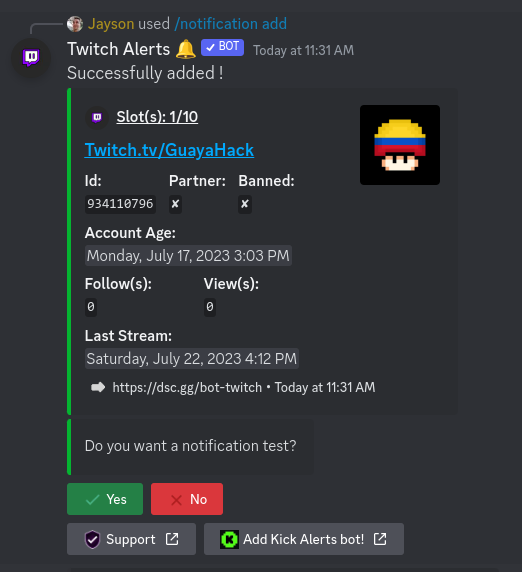 Jayson used /notification add
Twitch Alerts 🔔 ✓ BOT Today at 11:31 AM
Successfully added !
Slot(s): 1/10
Twitch.tv/GuayaHack
Id: Partner: Banned:
934110796 ✘ ✘
Account Age:
Monday, July 17, 2023 3:03 PM
Follow(s): View(s):
0 0
Last Stream:
Saturday, July 22, 2023 4:12 PM
➡ https://dsc.gg/bot-twitch • Today at 11:31 AM
Do you want a notification test?
Yes No
Support Add Kick Alerts bot!